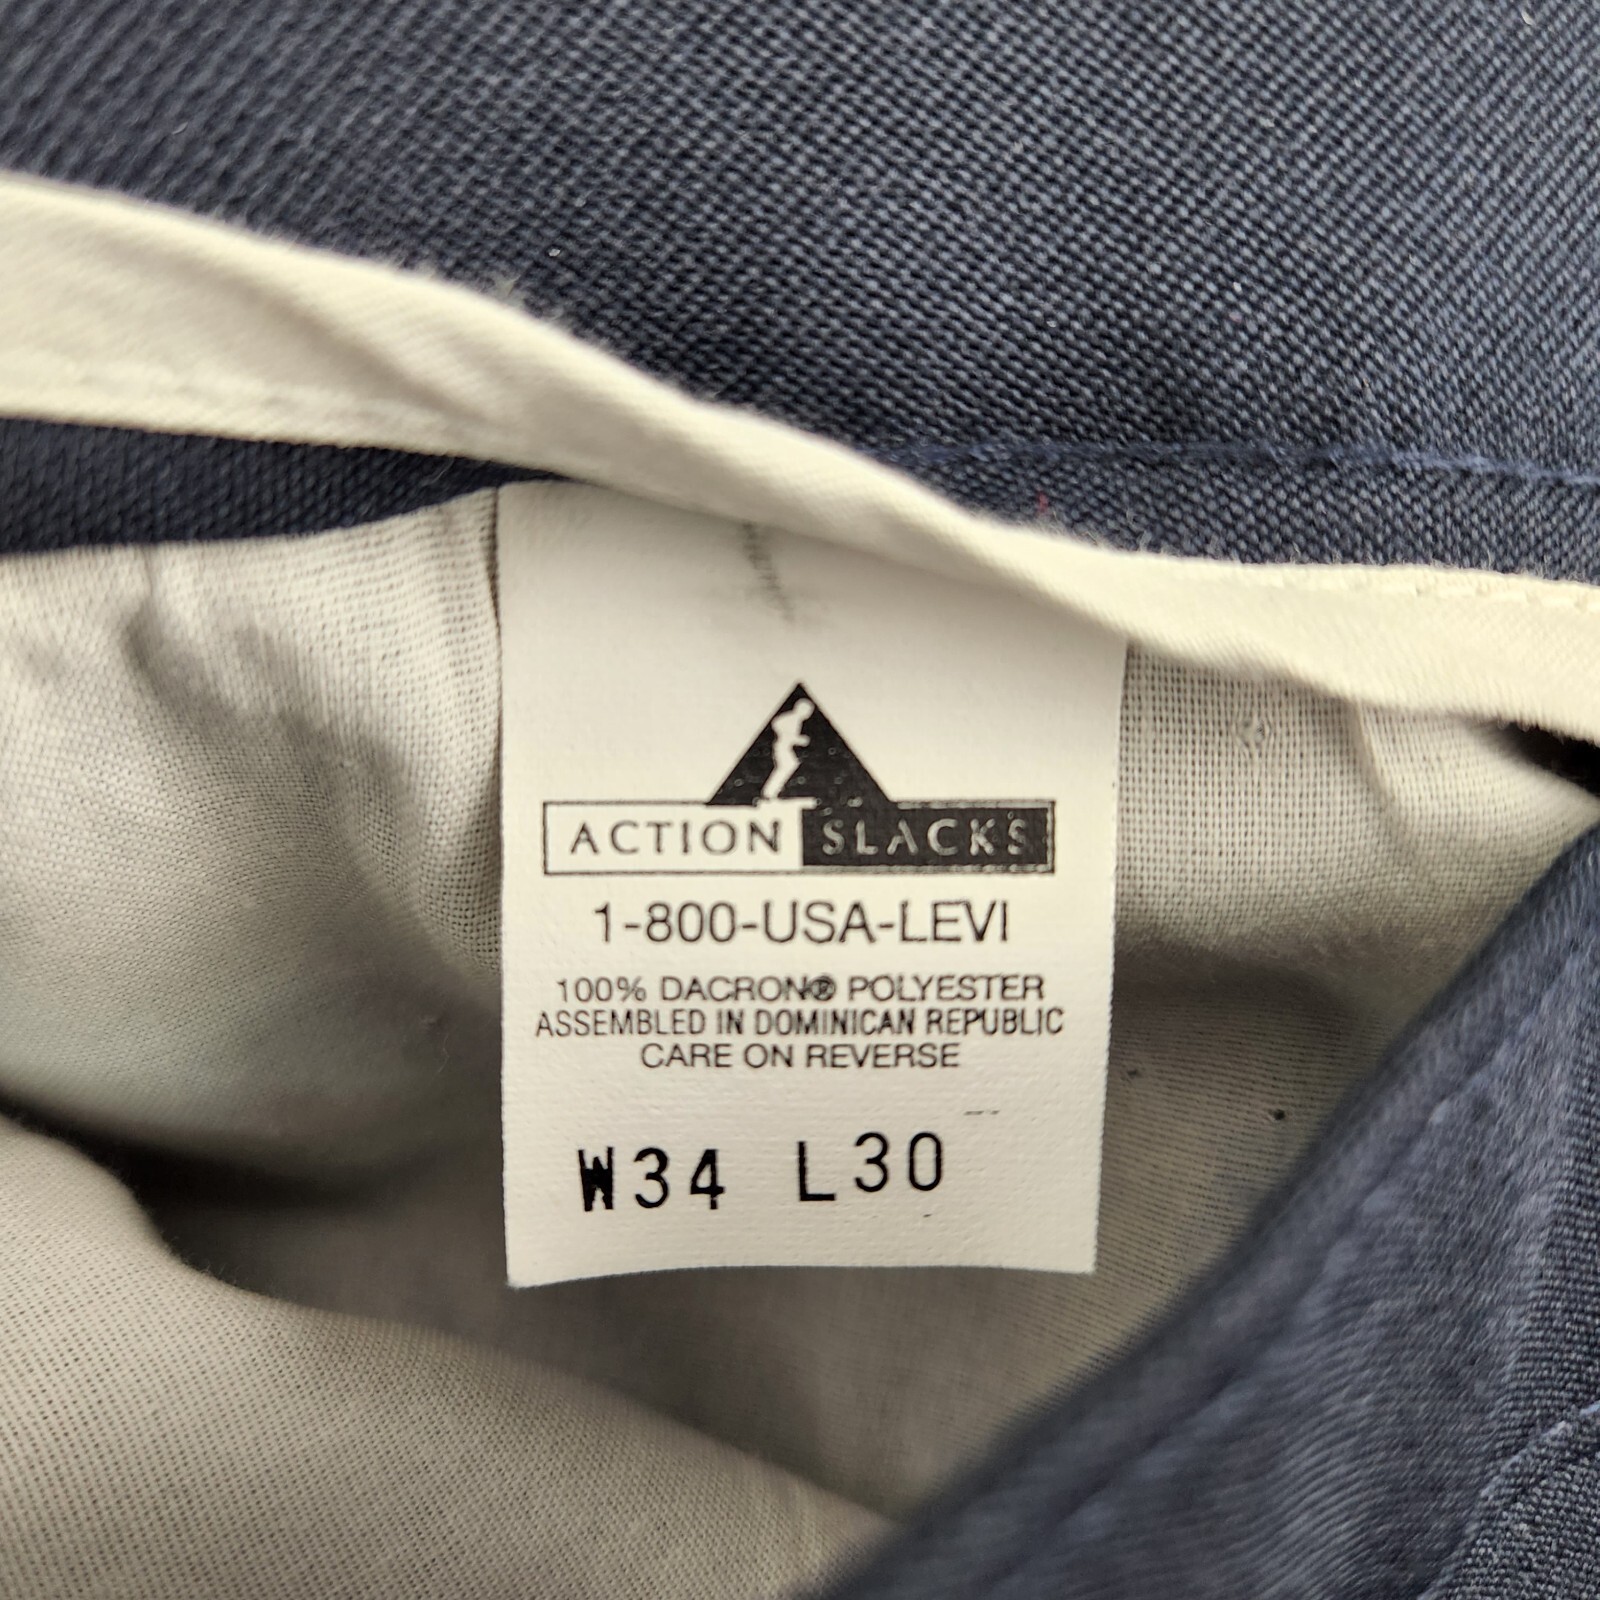 ACTION SLACKS
1-800-USA-LEVI
100% DACRON® POLYESTER
ASSEMBLED IN DOMINICAN REPUBLIC
CARE ON REVERSE
W34 L30